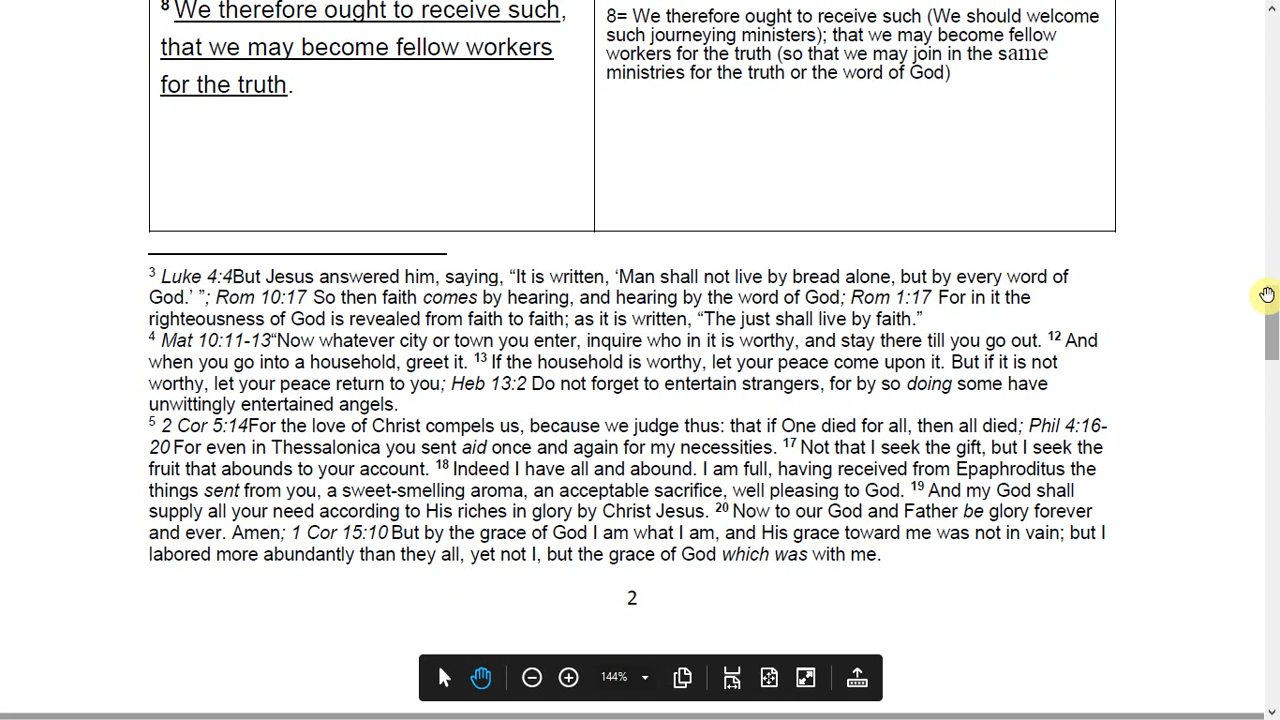 8 We therefore ought to receive such,
that we may become fellow workers
for the truth.
8= We therefore ought to receive such (We should welcome
such journeying ministers); that we may become fellow
workers for the truth (so that we may join in the same
ministries for the truth or the word of God)
3 Luke 4:4But Jesus answered him, saying, “It is written, ‘Man shall not live by bread alone, but by every word of
God.’ ”; Rom 10:17 So then faith comes by hearing, and hearing by the word of God; Rom 1:17 For in it the
righteousness of God is revealed from faith to faith; as it is written, “The just shall live by faith.”
4 Mat 10:11-13“Now whatever city or town you enter, inquire who in it is worthy, and stay there till you go out. 12 And
when you go into a household, greet it. 13 If the household is worthy, let your peace come upon it. But if it is not
worthy, let your peace return to you; Heb 13:2 Do not forget to entertain strangers, for by so doing some have
unwittingly entertained angels.
5 2 Cor 5:14For the love of Christ compels us, because we judge thus: that if One died for all, then all died; Phil 4:16-
20 For even in Thessalonica you sent aid once and again for my necessities. 17 Not that I seek the gift, but I seek the
fruit that abounds to your account. 18 Indeed I have all and abound. I am full, having received from Epaphroditus the
things sent from you, a sweet-smelling aroma, an acceptable sacrifice, well pleasing to God. 19 And my God shall
supply all your need according to His riches in glory by Christ Jesus. 20 Now to our God and Father be glory forever
and ever. Amen; 1 Cor 15:10 But by the grace of God I am what I am, and His grace toward me was not in vain; but I
labored more abundantly than they all, yet not I, but the grace of God which was with me.
2
144%